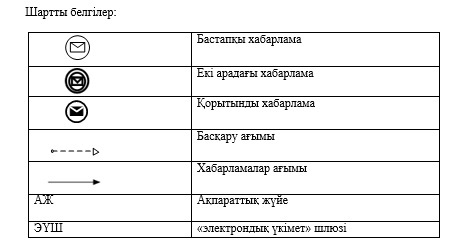 Шартты белгілер:
Бастапқы хабарлама
Екі арадағы хабарлама
Қорытынды хабарлама
Басқару ағымы
Хабарламалар ағымы
АЖ Ақпараттық жүйе
ЭҮШ «электрондық үкімет» шлюзі